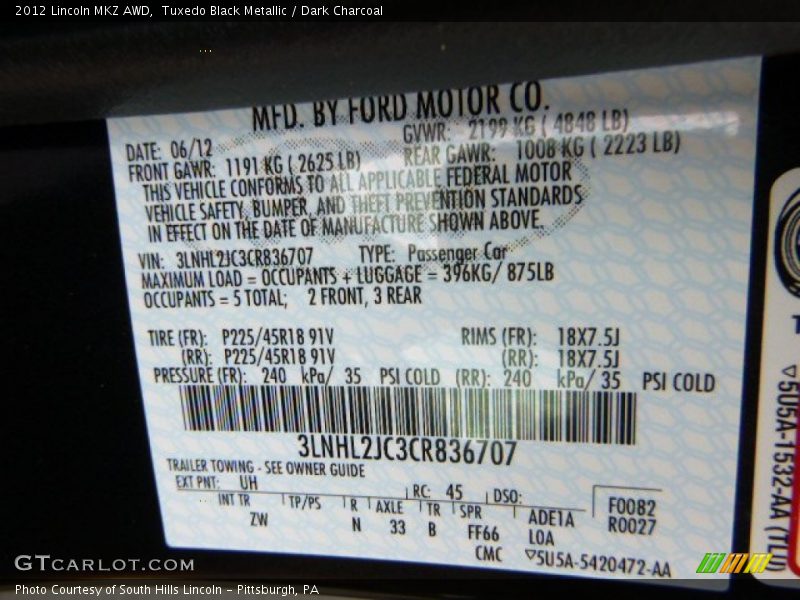 2012 Lincoln MKZ AWD,  Tuxedo Black Metallic / Dark Charcoal
MFD. BY FORD MOTOR CO.
DATE: 06/12 GVWR: 2199 KG ( 4848 LB)
FRONT GAWR: 1191 KG ( 2625 LB) REAR GAWR: 1008 KG ( 2223 LB)
THIS VEHICLE CONFORMS TO ALL APPLICABLE FEDERAL MOTOR
VEHICLE SAFETY, BUMPER, AND THEFT PREVENTION STANDARDS
IN EFFECT ON THE DATE OF MANUFACTURE SHOWN ABOVE.
VIN: 3LNHL2JC3CR836707 TYPE: Passenger Car
MAXIMUM LOAD = OCCUPANTS + LUGGAGE = 396KG/ 875LB
OCCUPANTS = 5 TOTAL; 2 FRONT, 3 REAR
TIRE (FR): P225/45R18 91V RIMS (FR): 18X7.5J
(RR): P225/45R18 91V (RR): 18X7.5J
PRESSURE (FR): 240 kPa/ 35 PSI COLD (RR): 240 kPa/ 35 PSI COLD
3LNHL2JC3CR836707
TRAILER TOWING - SEE OWNER GUIDE
EXT PNT: UH RC: 45 DSO:
INT TR TP/PS R AXLE TR SPR ADE1A F0082
ZW N 33 B FF66 LOA R0027
CMC ▽5U5A-5420472-AA
▽5U5A-1532-AA (TL0)
GTCARLOT.COM
Photo Courtesy of South Hills Lincoln - Pittsburgh, PA